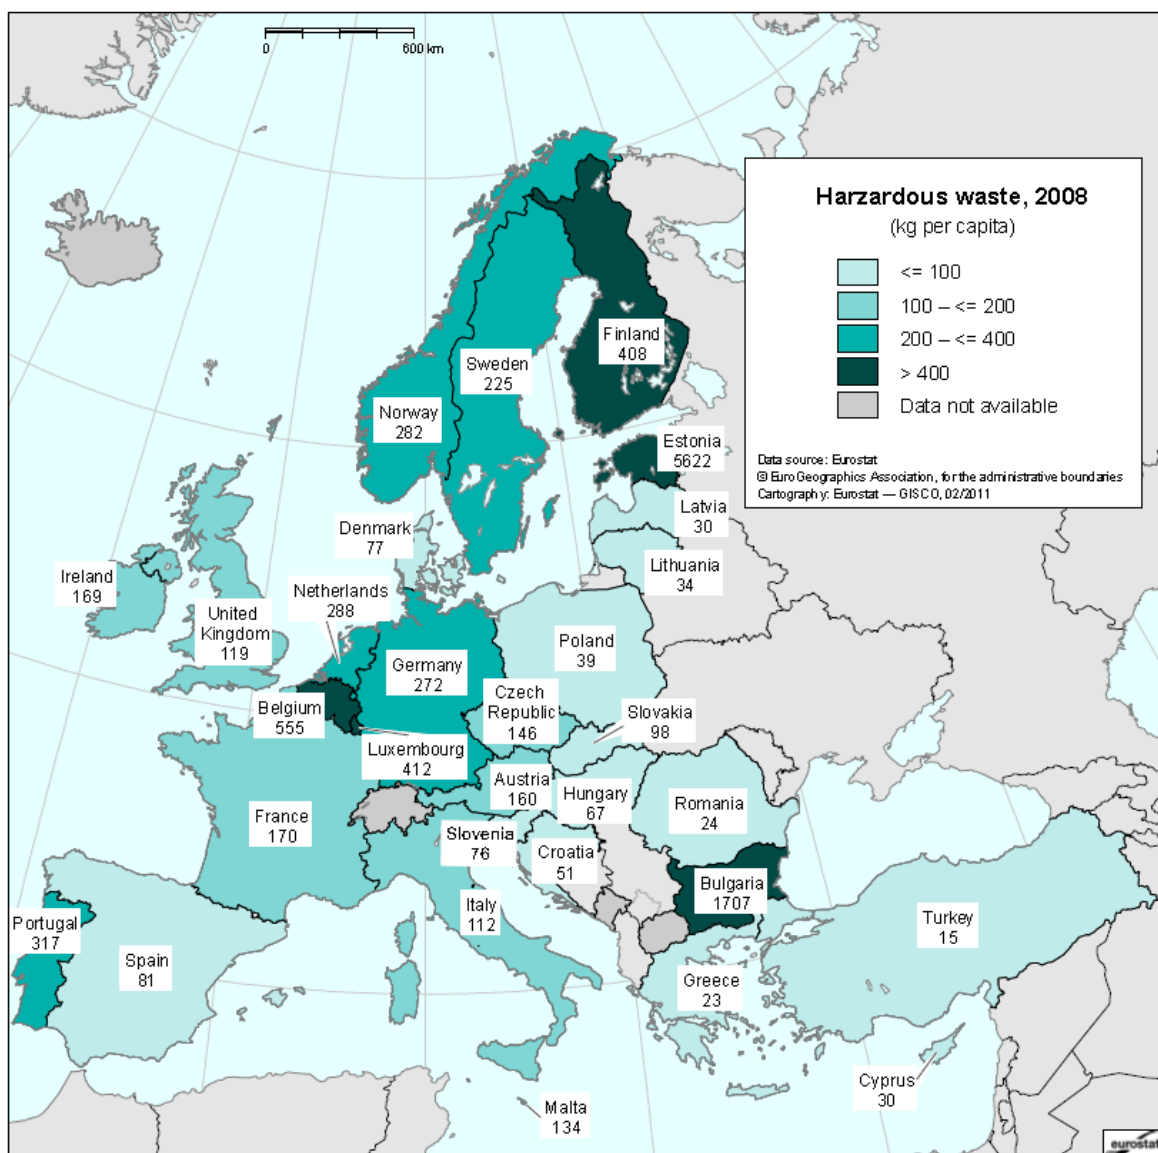 0 600 km
Harzardous waste, 2008
(kg per capita)
<= 100
100 – <= 200
200 – <= 400
> 400
Data not available
Data source: Eurostat
© EuroGeographics Association, for the administrative boundaries
Cartography: Eurostat — GISCO, 02/2011
Finland
408
Sweden
225
Norway
282
Estonia
5622
Latvia
30
Denmark
77
Lithuania
34
Ireland
169
Netherlands
288
United
Kingdom
119
Poland
39
Germany
272
Czech
Republic
146
Belgium
555
Slovakia
98
Luxembourg
412
Austria
160
Hungary
67
Romania
24
France
170
Slovenia
76
Croatia
51
Bulgaria
1707
Italy
112
Portugal
317
Turkey
15
Spain
81
Greece
23
Cyprus
30
Malta
134
eurostat